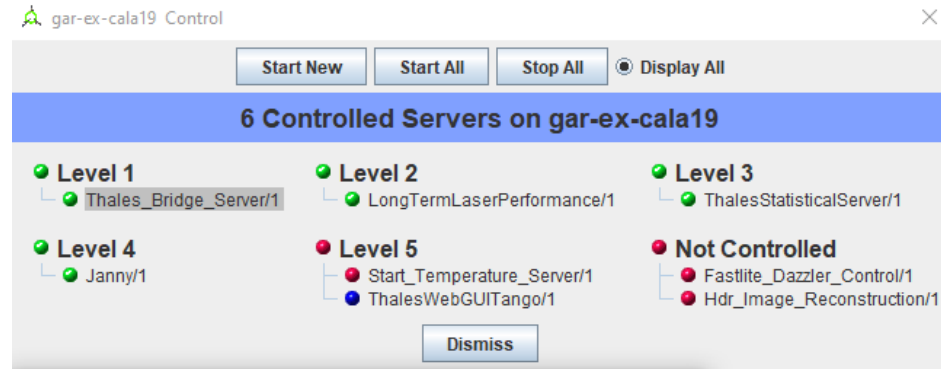 gar-ex-cala19 Control
Start New Start All Stop All Display All
6 Controlled Servers on gar-ex-cala19
Level 1
Thales_Bridge_Server/1
Level 2
LongTermLaserPerformance/1
Level 3
ThalesStatisticalServer/1
Level 4
Janny/1
Level 5
Start_Temperature_Server/1
ThalesWebGUITango/1
Not Controlled
Fastlite_Dazzler_Control/1
Hdr_Image_Reconstruction/1
Dismiss